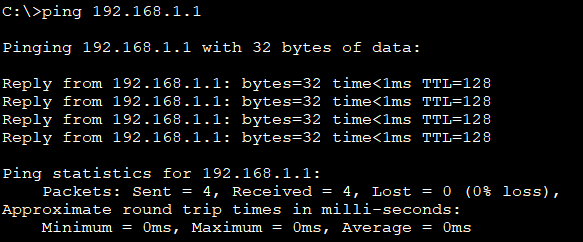 C:\>ping 192.168.1.1
Pinging 192.168.1.1 with 32 bytes of data:
Reply from 192.168.1.1: bytes=32 time<1ms TTL=128
Reply from 192.168.1.1: bytes=32 time<1ms TTL=128
Reply from 192.168.1.1: bytes=32 time<1ms TTL=128
Reply from 192.168.1.1: bytes=32 time<1ms TTL=128
Ping statistics for 192.168.1.1:
    Packets: Sent = 4, Received = 4, Lost = 0 (0% loss),
Approximate round trip times in milli-seconds:
    Minimum = 0ms, Maximum = 0ms, Average = 0ms